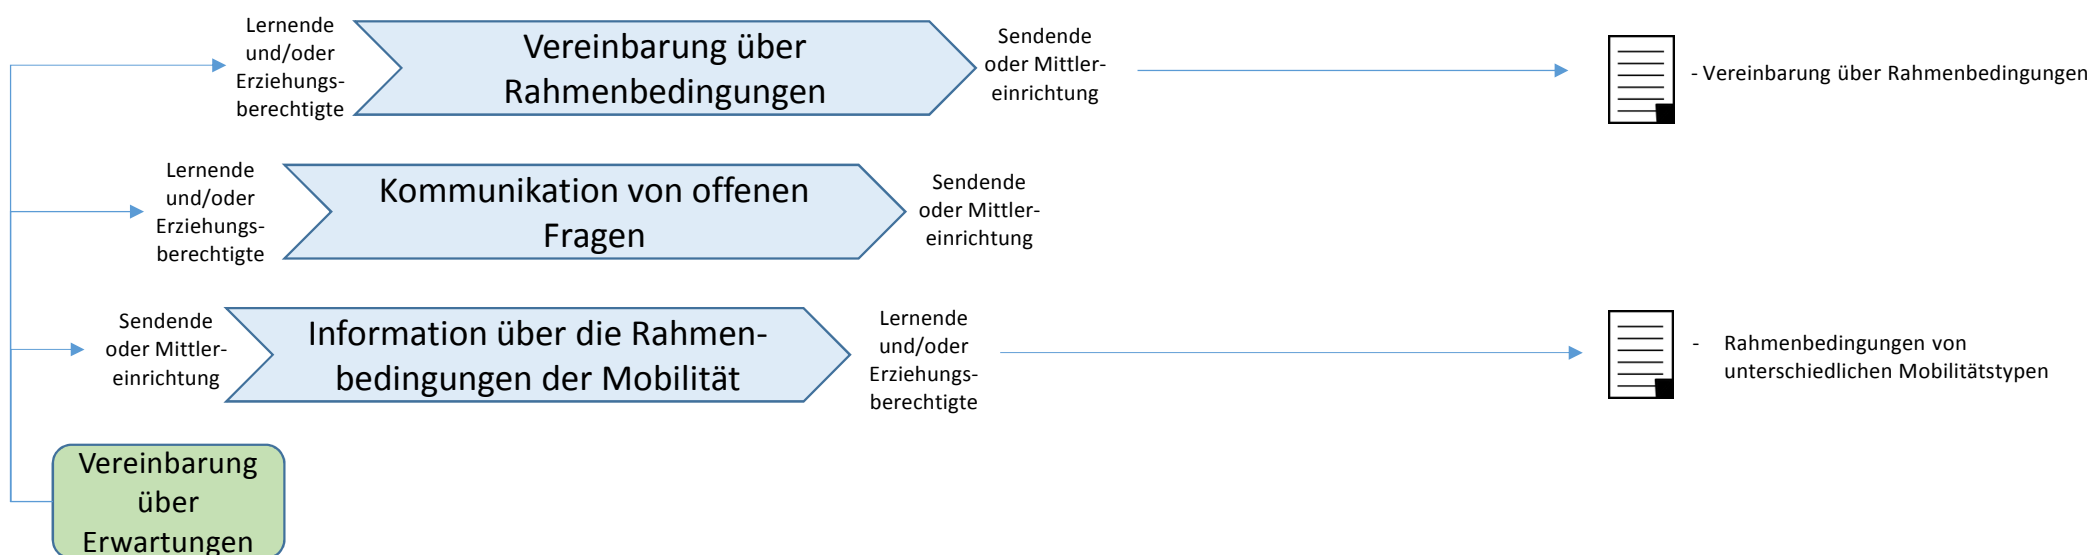 Lernende
und/oder
Erziehungs-
berechtigte
Vereinbarung über
Rahmenbedingungen
Sendende
oder Mittler-
einrichtung
- Vereinbarung über Rahmenbedingungen
Lernende
und/oder
Erziehungs-
berechtigte
Kommunikation von offenen
Fragen
Sendende
oder Mittler-
einrichtung
Sendende
oder Mittler-
einrichtung
Information über die Rahmen-
bedingungen der Mobilität
Lernende
und/oder
Erziehungs-
berechtigte
- Rahmenbedingungen von
unterschiedlichen Mobilitätstypen
Vereinbarung
über
Erwartungen